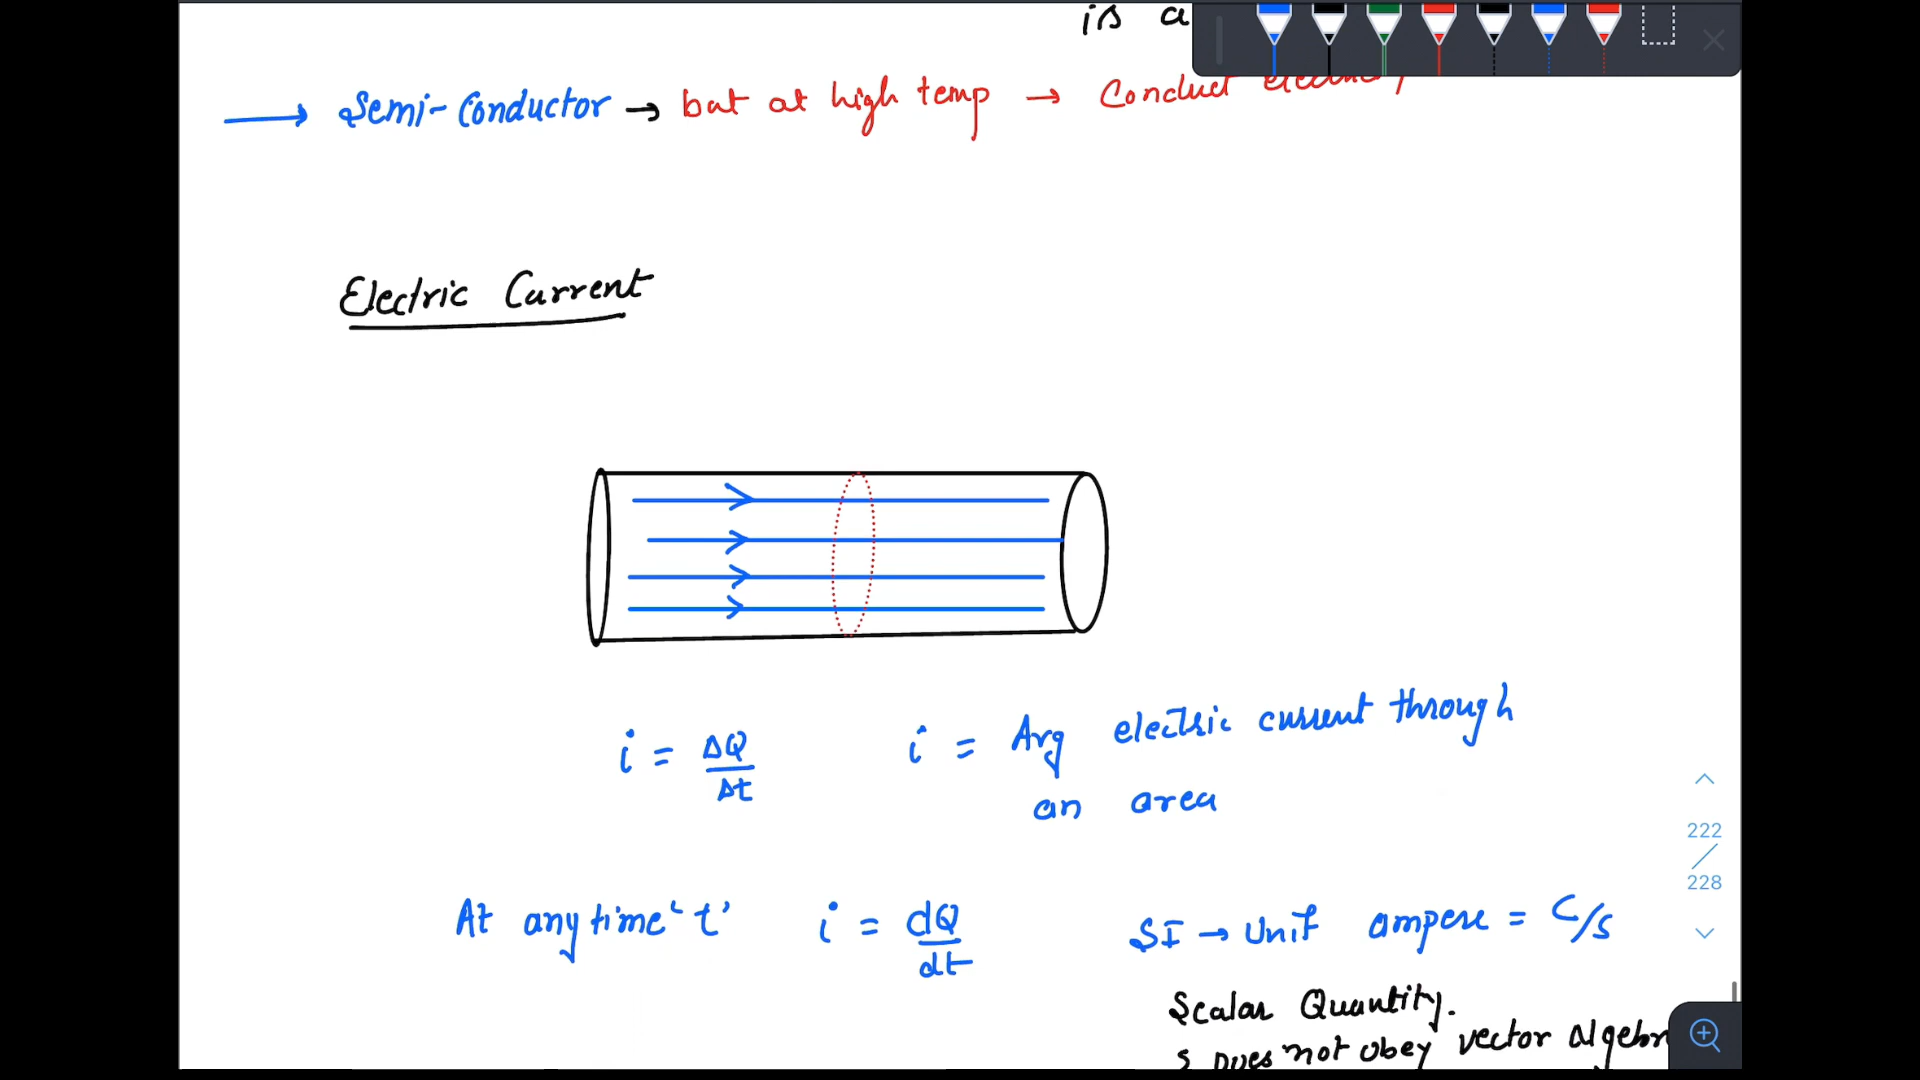 is a
→ Semi-Conductor → but at high temp → Conduct
Electric Current
i = ΔQ/Δt
i = Avg electric current through
an area
At any time 't' i = dQ/dt
SI → Unit ampere = C/s
Scalar Quantity.
Does not obey vector algebr
222
/
228